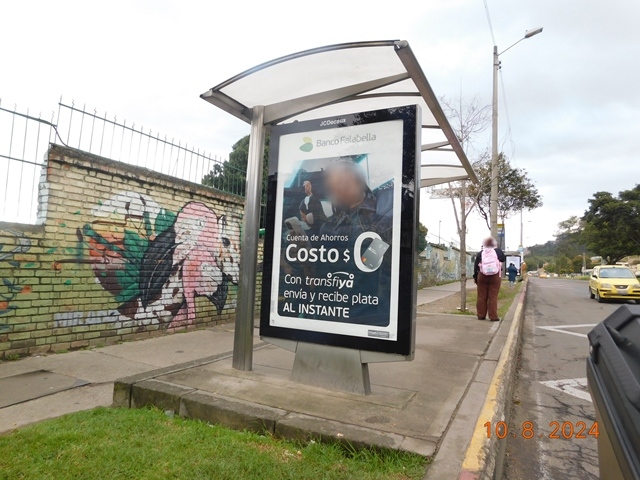 JCDecaux
Banco Falabella
Cuenta de Ahorros
Costo $0
Con transfiya
envía y recibe plata
AL INSTANTE
10.8.2024